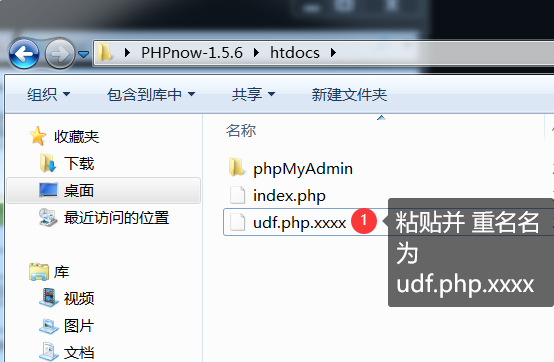 PHPnow-1.5.6 htdocs
组织 包含到库中 共享 新建文件夹
收藏夹
下载
桌面
最近访问的位置
库
视频
图片
文档
名称
phpMyAdmin
index.php
udf.php.xxxx
1
粘贴并 重名名
为
udf.php.xxxx